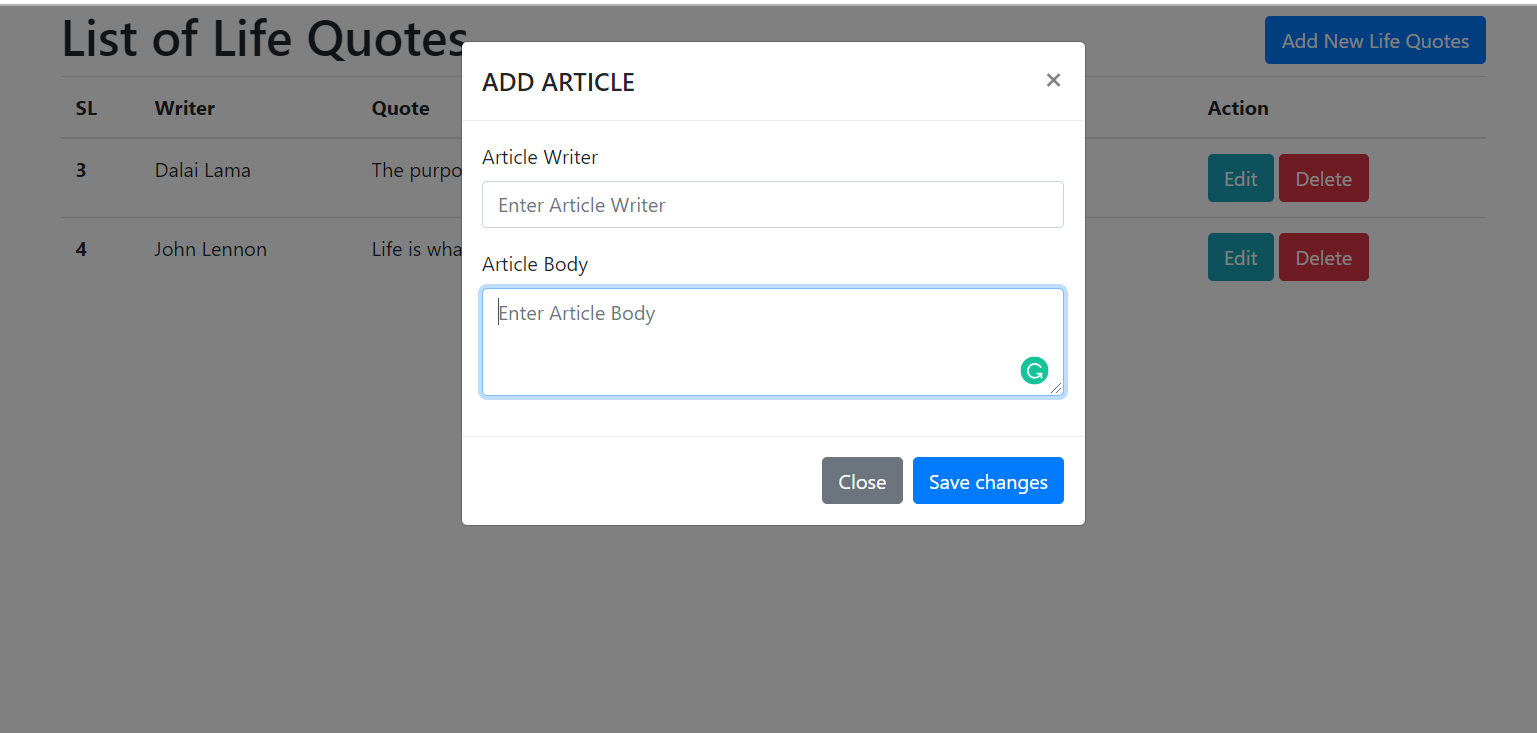 List of Life Quotes
Add New Life Quotes
ADD ARTICLE
×
SL Writer Quote Action
Article Writer
Enter Article Writer
3 Dalai Lama The purpo Edit Delete
4 John Lennon Life is wha Edit Delete
Article Body
Enter Article Body
Close Save changes